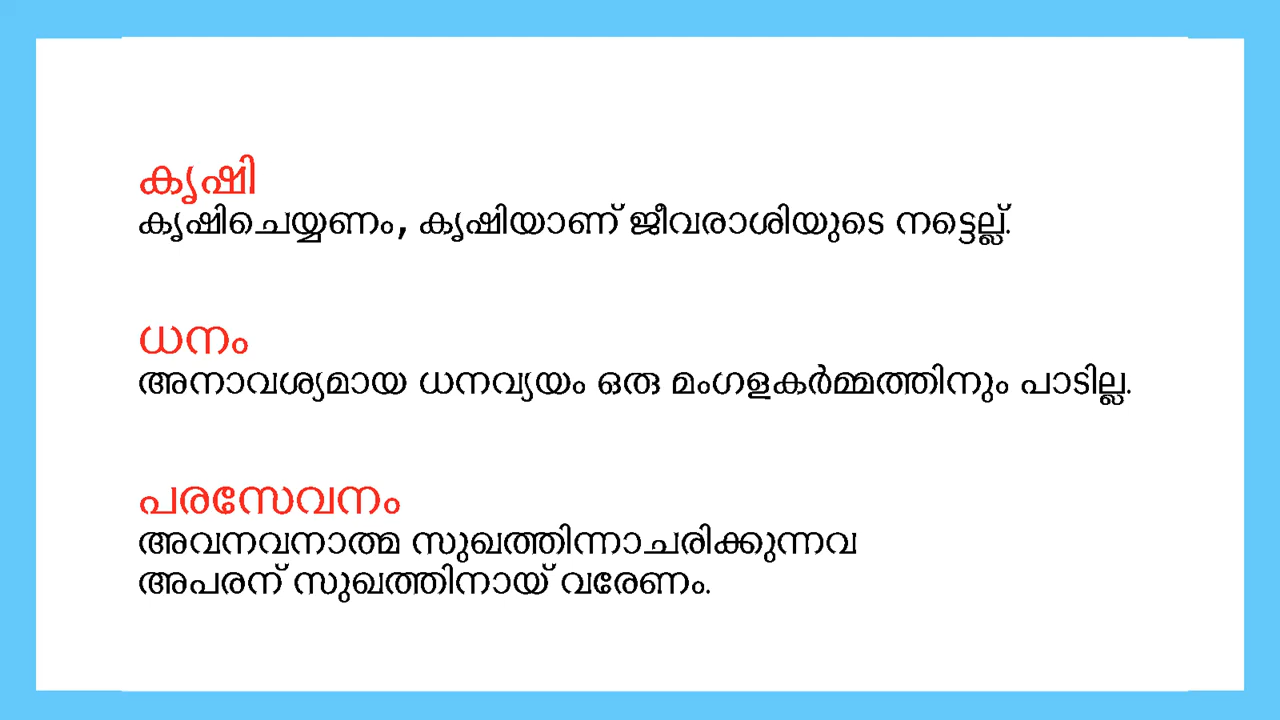 കൃഷി
കൃഷിചെയ്യണം, കൃഷിയാണ് ജീവരാശിയുടെ നട്ടെല്ല്.
ധനം
അനാവശ്യമായ ധനവ്യയം ഒരു മംഗളകർമ്മത്തിനും പാടില്ല.
പരസേവനം
അവനവനാത്മ സുഖത്തിന്നാചരിക്കുന്നവ
അപരന് സുഖത്തിനായ് വരേണം.